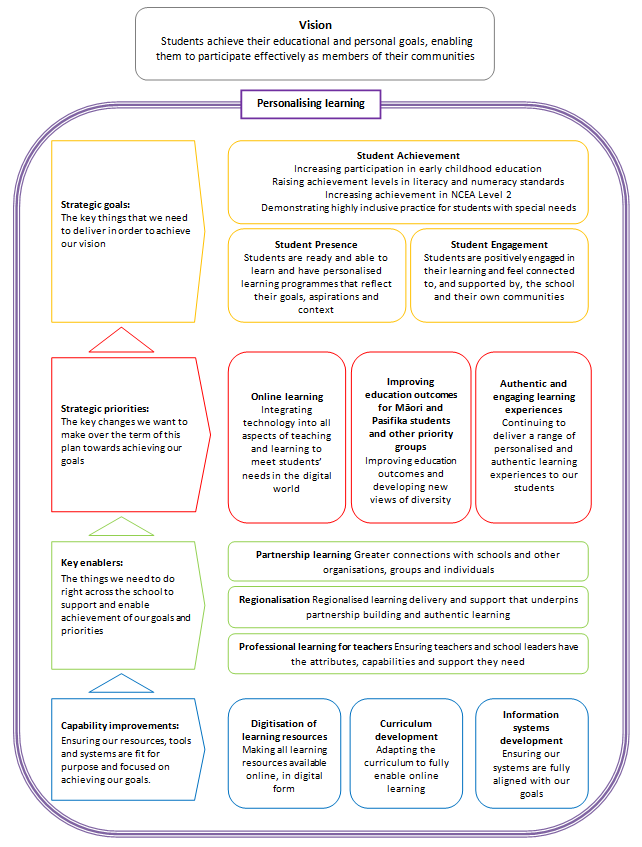 Vision
Students achieve their educational and personal goals, enabling
them to participate effectively as members of their communities
Personalising learning
Strategic goals:
The key things that we need
to deliver in order to achieve
our vision
Student Achievement
Increasing participation in early childhood education
Raising achievement levels in literacy and numeracy standards
Increasing achievement in NCEA Level 2
Demonstrating highly inclusive practice for students with special needs
Student Presence
Students are ready and able to
learn and have personalised
learning programmes that reflect
their goals, aspirations and
context
Student Engagement
Students are positively engaged in
their learning and feel connected
to, and supported by, the school
and their own communities
Strategic priorities:
The key changes we want to
make over the term of this
plan towards achieving our
goals
Online learning
Integrating
technology into all
aspects of teaching
and learning to
meet students'
needs in the digital
world
Improving
education outcomes
for Māori and
Pasifika students
and other priority
groups
Improving education
outcomes and
developing new
views of diversity
Authentic and
engaging learning
experiences
Continuing to
deliver a range of
personalised and
authentic learning
experiences to our
students
Key enablers:
The things we need to do
right across the school to
support and enable
achievement of our goals and
priorities
Partnership learning Greater connections with schools and other
organisations, groups and individuals
Regionalisation Regionalised learning delivery and support that underpins
partnership building and authentic learning
Professional learning for teachers Ensuring teachers and school leaders have
the attributes, capabilities and support they need
Capability improvements:
Ensuring our resources, tools
and systems are fit for
purpose and focused on
achieving our goals.
Digitisation of
learning resources
Making all learning
resources available
online, in digital
form
Curriculum
development
Adapting the
curriculum to fully
enable online
learning
Information
systems
development
Ensuring our
systems are fully
aligned with our
goals